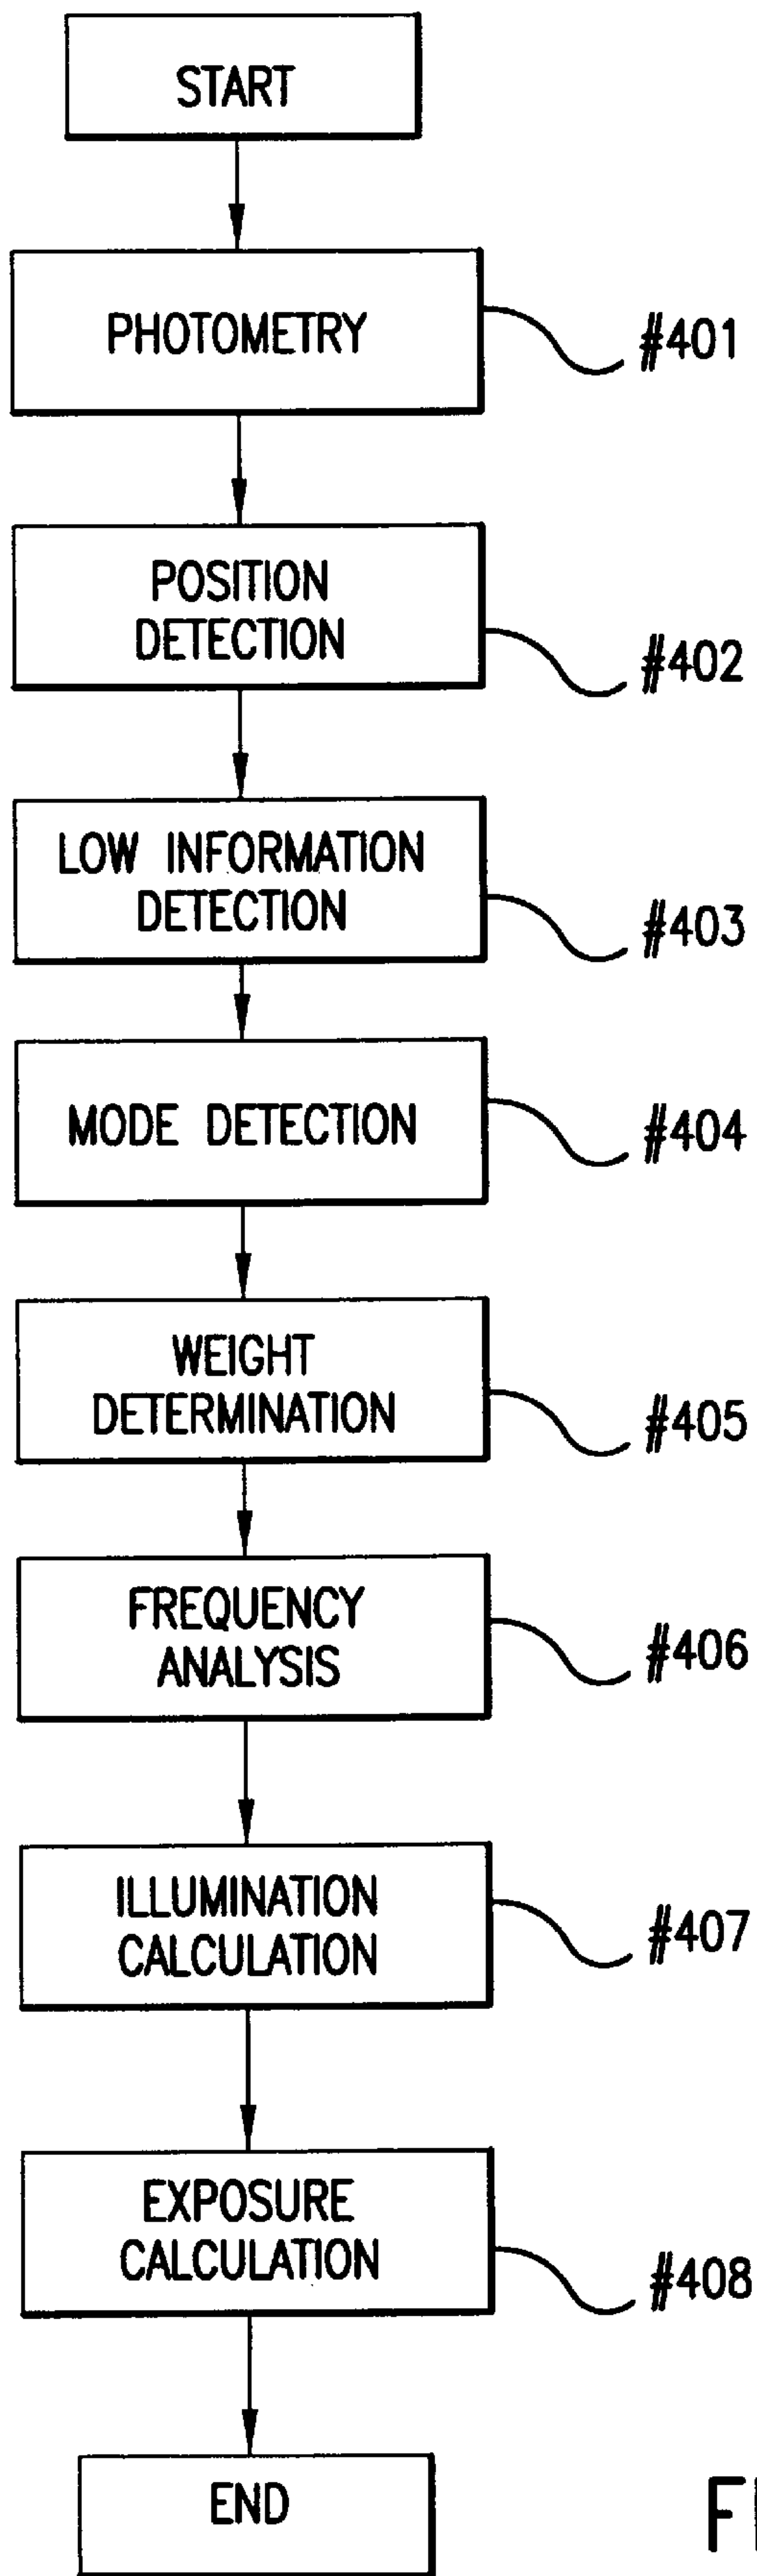 START
PHOTOMETRY
#401
POSITION
DETECTION
#402
LOW INFORMATION
DETECTION
#403
MODE DETECTION
#404
WEIGHT
DETERMINATION
#405
FREQUENCY
ANALYSIS
#406
ILLUMINATION
CALCULATION
#407
EXPOSURE
CALCULATION
#408
END